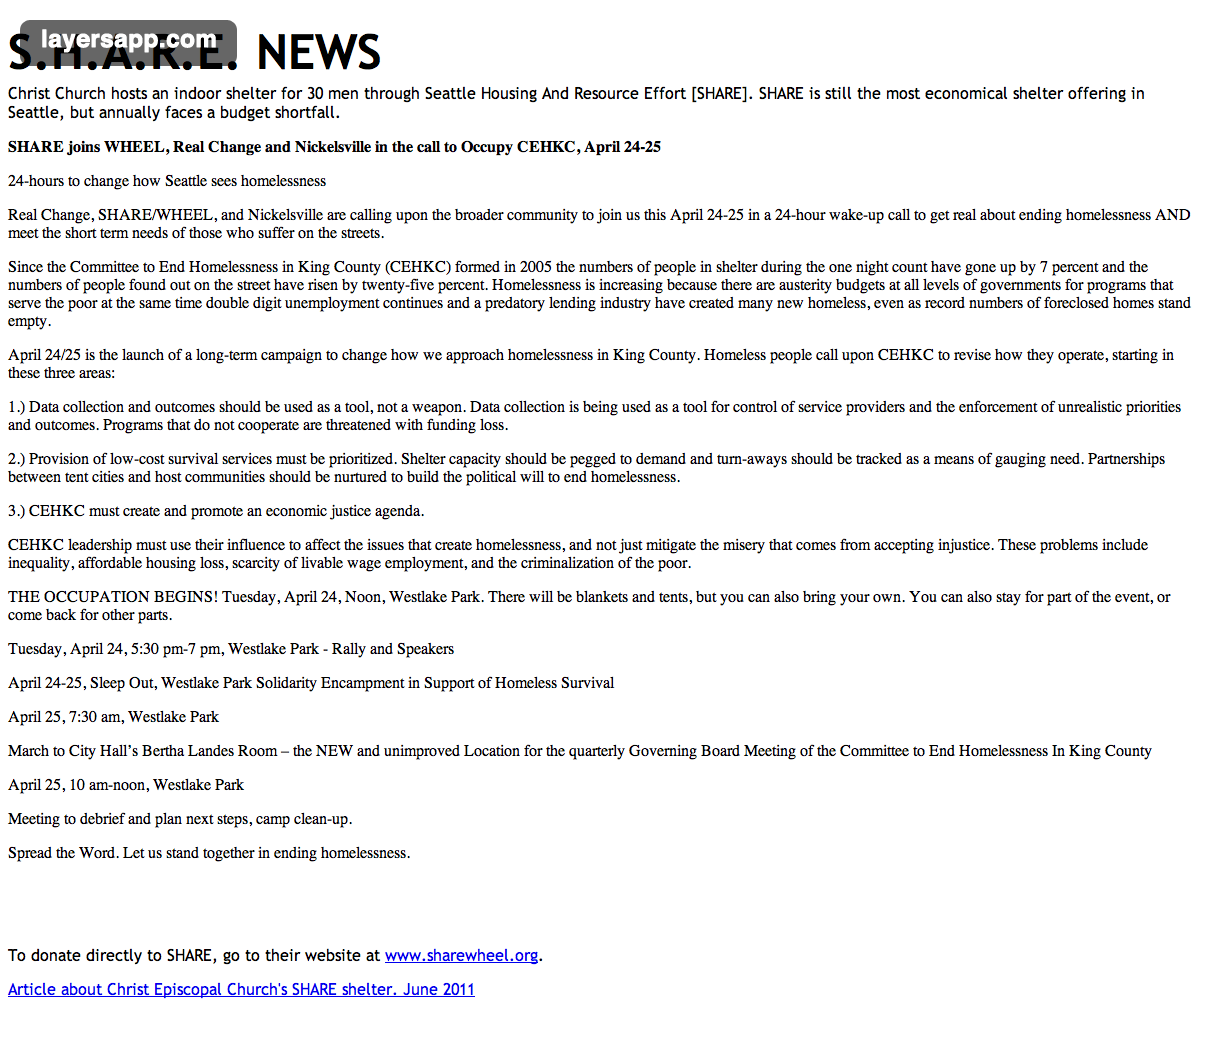 layersapp.com
S.H.A.R.E. NEWS
Christ Church hosts an indoor shelter for 30 men through Seattle Housing And Resource Effort [SHARE]. SHARE is still the most economical shelter offering in
Seattle, but annually faces a budget shortfall.
SHARE joins WHEEL, Real Change and Nickelsville in the call to Occupy CEHKC, April 24-25
24-hours to change how Seattle sees homelessness
Real Change, SHARE/WHEEL, and Nickelsville are calling upon the broader community to join us this April 24-25 in a 24-hour wake-up call to get real about ending homelessness AND
meet the short term needs of those who suffer on the streets.
Since the Committee to End Homelessness in King County (CEHKC) formed in 2005 the numbers of people in shelter during the one night count have gone up by 7 percent and the
numbers of people found out on the street have risen by twenty-five percent. Homelessness is increasing because there are austerity budgets at all levels of governments for programs that
serve the poor at the same time double digit unemployment continues and a predatory lending industry have created many new homeless, even as record numbers of foreclosed homes stand
empty.
April 24/25 is the launch of a long-term campaign to change how we approach homelessness in King County. Homeless people call upon CEHKC to revise how they operate, starting in
these three areas:
1.) Data collection and outcomes should be used as a tool, not a weapon. Data collection is being used as a tool for control of service providers and the enforcement of unrealistic priorities
and outcomes. Programs that do not cooperate are threatened with funding loss.
2.) Provision of low-cost survival services must be prioritized. Shelter capacity should be pegged to demand and turn-aways should be tracked as a means of gauging need. Partnerships
between tent cities and host communities should be nurtured to build the political will to end homelessness.
3.) CEHKC must create and promote an economic justice agenda.
CEHKC leadership must use their influence to affect the issues that create homelessness, and not just mitigate the misery that comes from accepting injustice. These problems include
inequality, affordable housing loss, scarcity of livable wage employment, and the criminalization of the poor.
THE OCCUPATION BEGINS! Tuesday, April 24, Noon, Westlake Park. There will be blankets and tents, but you can also bring your own. You can also stay for part of the event, or
come back for other parts.
Tuesday, April 24, 5:30 pm-7 pm, Westlake Park - Rally and Speakers
April 24-25, Sleep Out, Westlake Park Solidarity Encampment in Support of Homeless Survival
April 25, 7:30 am, Westlake Park
March to City Hall’s Bertha Landes Room – the NEW and unimproved Location for the quarterly Governing Board Meeting of the Committee to End Homelessness In King County
April 25, 10 am-noon, Westlake Park
Meeting to debrief and plan next steps, camp clean-up.
Spread the Word. Let us stand together in ending homelessness.
To donate directly to SHARE, go to their website at www.sharewheel.org.
Article about Christ Episcopal Church's SHARE shelter. June 2011